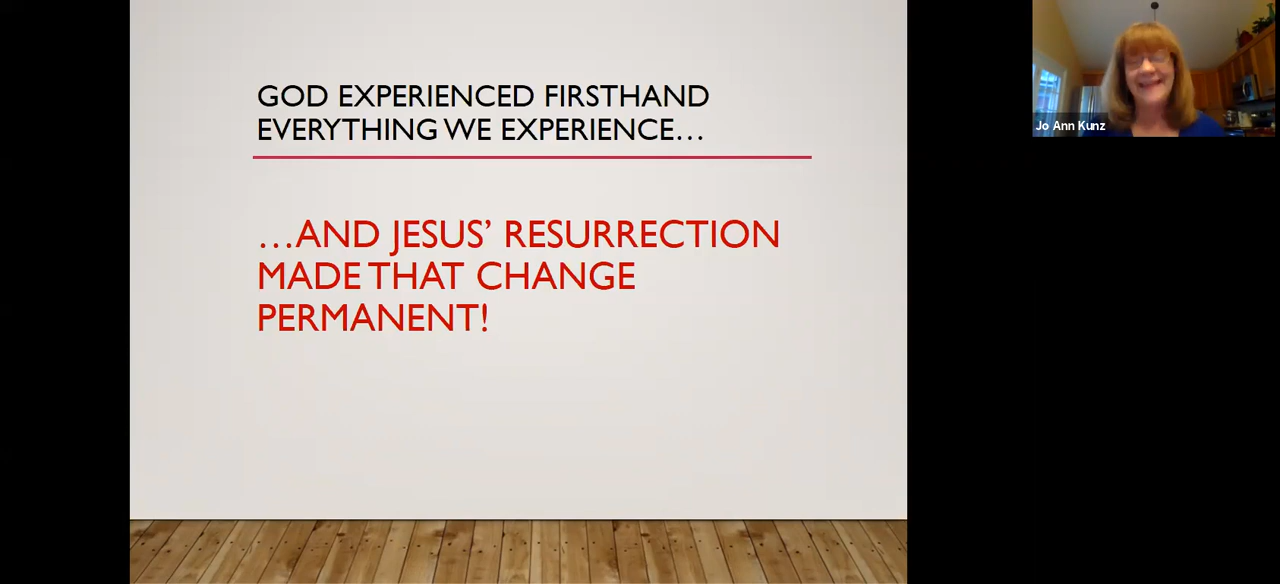 GOD EXPERIENCED FIRSTHAND
EVERYTHING WE EXPERIENCE…
…AND JESUS’ RESURRECTION
MADE THAT CHANGE
PERMANENT!
Jo Ann Kunz